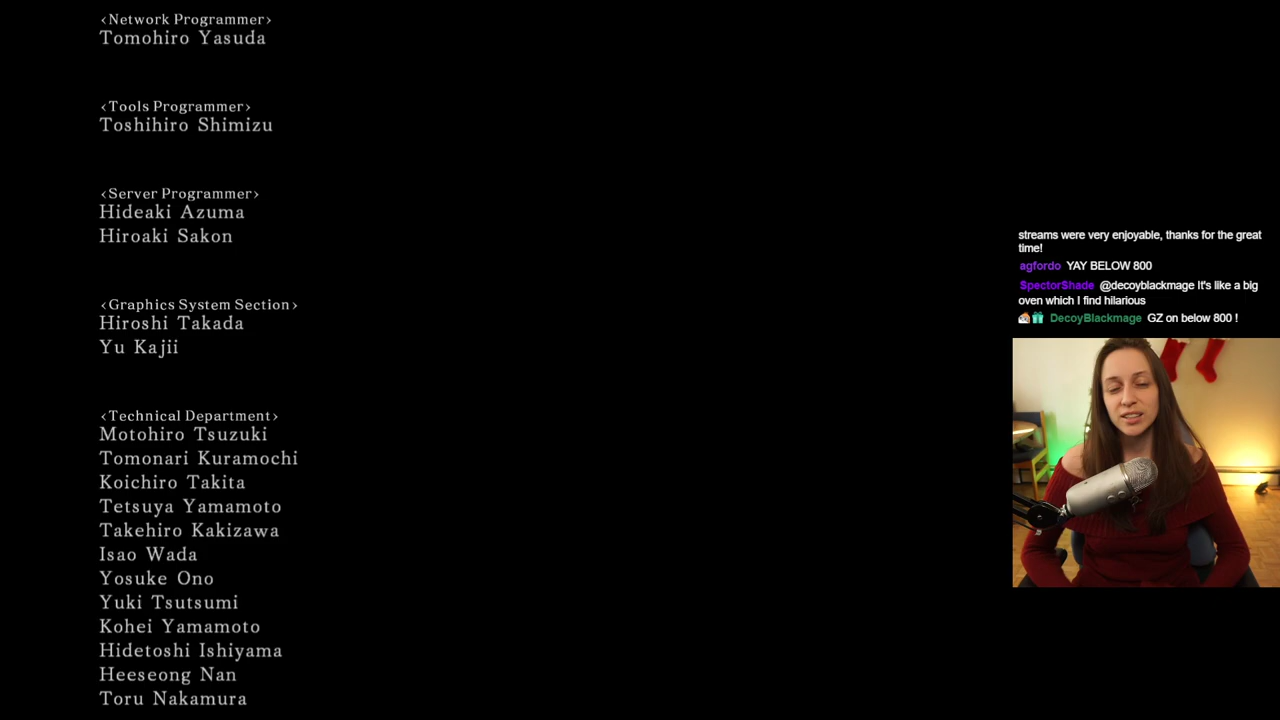 <Network Programmer>
Tomohiro Yasuda
<Tools Programmer>
Toshihiro Shimizu
<Server Programmer>
Hideaki Azuma
Hiroaki Sakon
<Graphics System Section>
Hiroshi Takada
Yu Kajii
<Technical Department>
Motohiro Tsuzuki
Tomonari Kuramochi
Koichiro Takita
Tetsuya Yamamoto
Takehiro Kakizawa
Isao Wada
Yosuke Ono
Yuki Tsutsumi
Kohei Yamamoto
Hidetoshi Ishiyama
Heeseong Nan
Toru Nakamura
streams were very enjoyable, thanks for the great
time!
agfordo YAY BELOW 800
$pector$hade @decoyblackmage It's like a big
oven which I find hilarious
DecoyBlackmage GZ on below 800 !